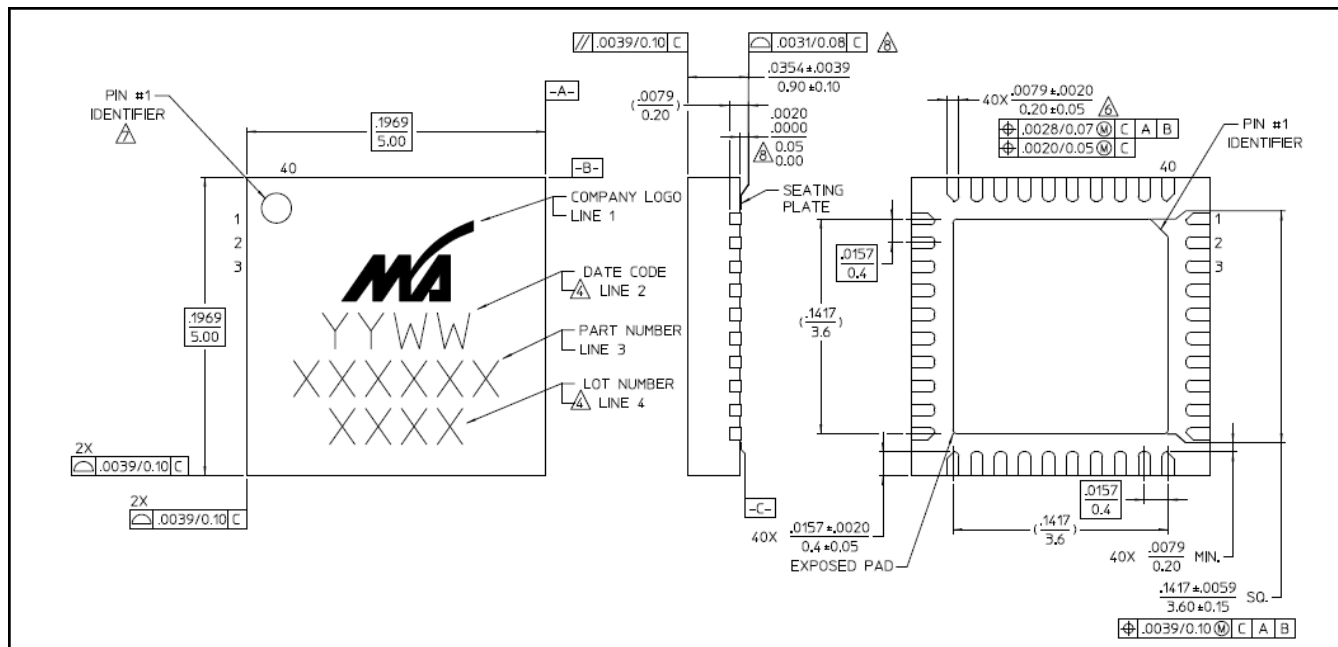 // .0039/0.10 C
.0031/0.08 C 8
.0354±.0039
0.90±0.10
(.0079
0.20)
.0020
.0000
0.05
0.00
8
PIN #1
IDENTIFIER
7
-A-
.1969
5.00
-B-
40
1
2
3
COMPANY LOGO
LINE 1
MA
DATE CODE
4 LINE 2
YYWW
PART NUMBER
LINE 3
XXXXXX
LOT NUMBER
4 LINE 4
XXXX
.1969
5.00
2X
.0039/0.10 C
2X
.0039/0.10 C
SEATING
PLATE
-C-
40X .0079±.0020
0.20±0.05 6
⌖ .0028/0.07 Ⓜ C A B
⌖ .0020/0.05 Ⓜ C
PIN #1
IDENTIFIER
40
1
2
3
.0157
0.4
(.1417
3.6)
.0157
0.4
(.1417
3.6)
40X .0157±.0020
0.4±0.05
EXPOSED PAD
40X .0079
0.20 MIN.
.1417±.0059
3.60±0.15 SQ.
⌖ .0039/0.10 Ⓜ C A B